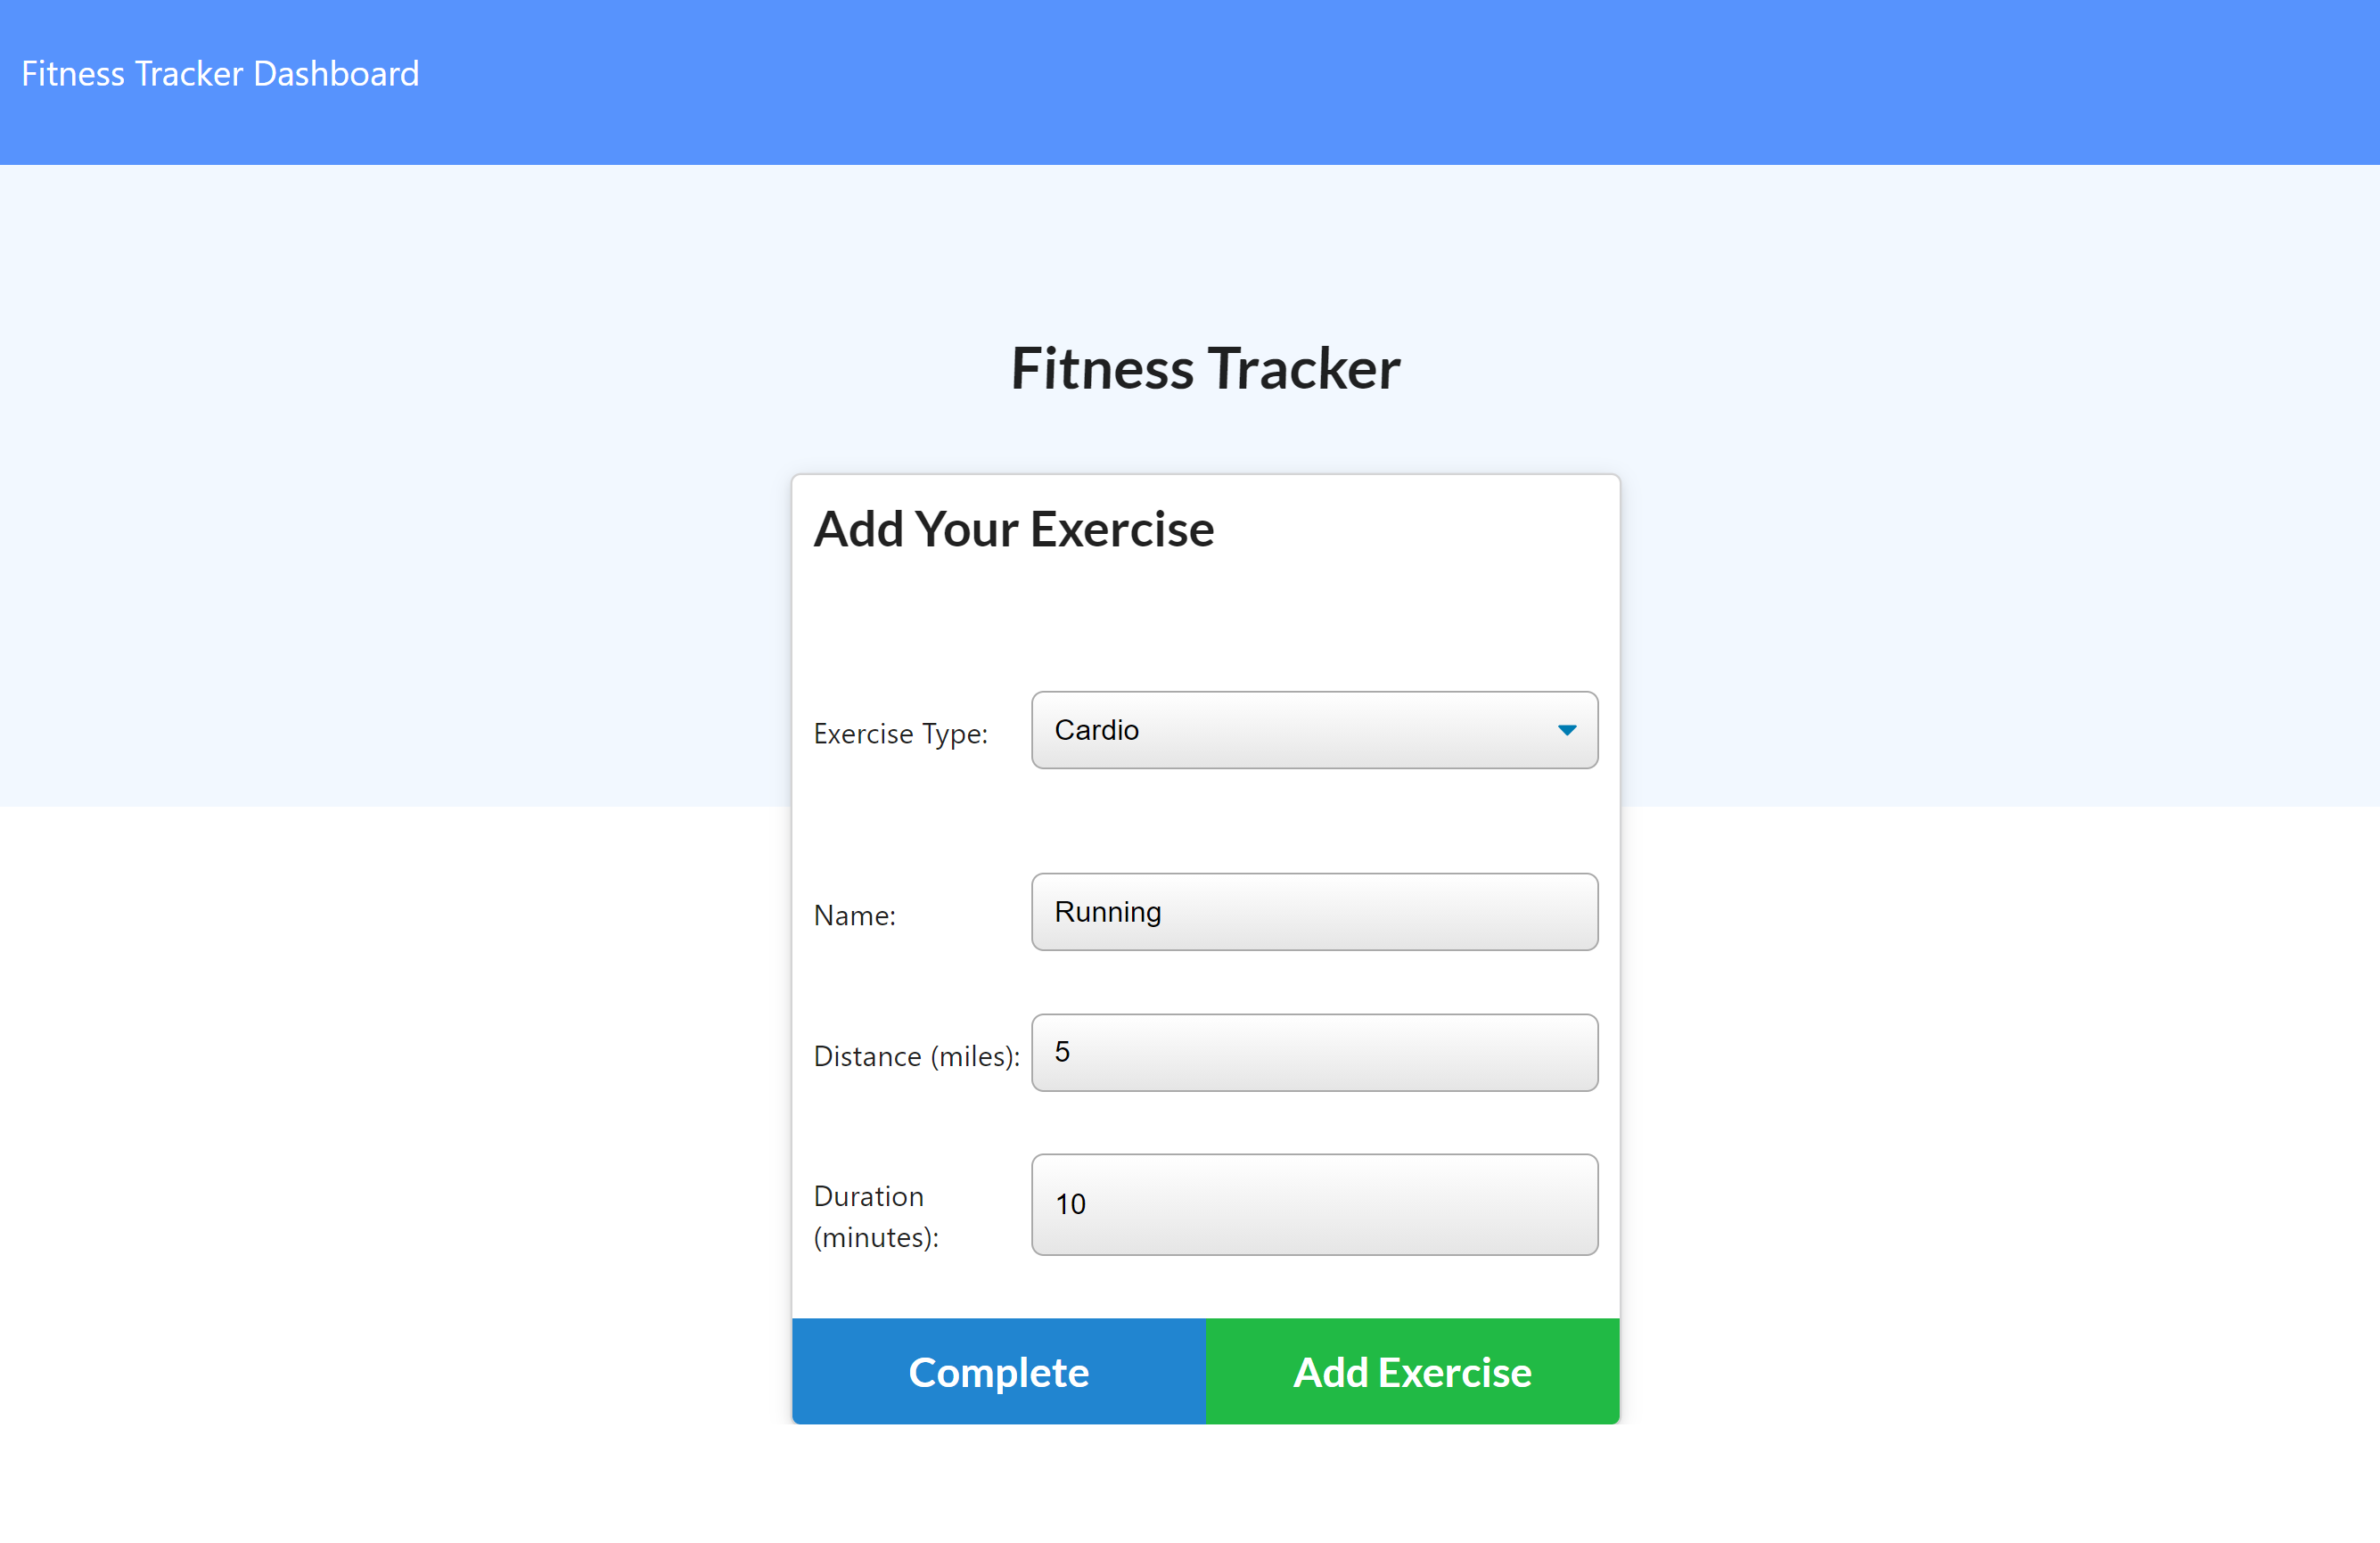 Fitness Tracker Dashboard
Fitness Tracker
Add Your Exercise
Exercise Type: Cardio
Name: Running
Distance (miles): 5
Duration (minutes): 10
Complete Add Exercise